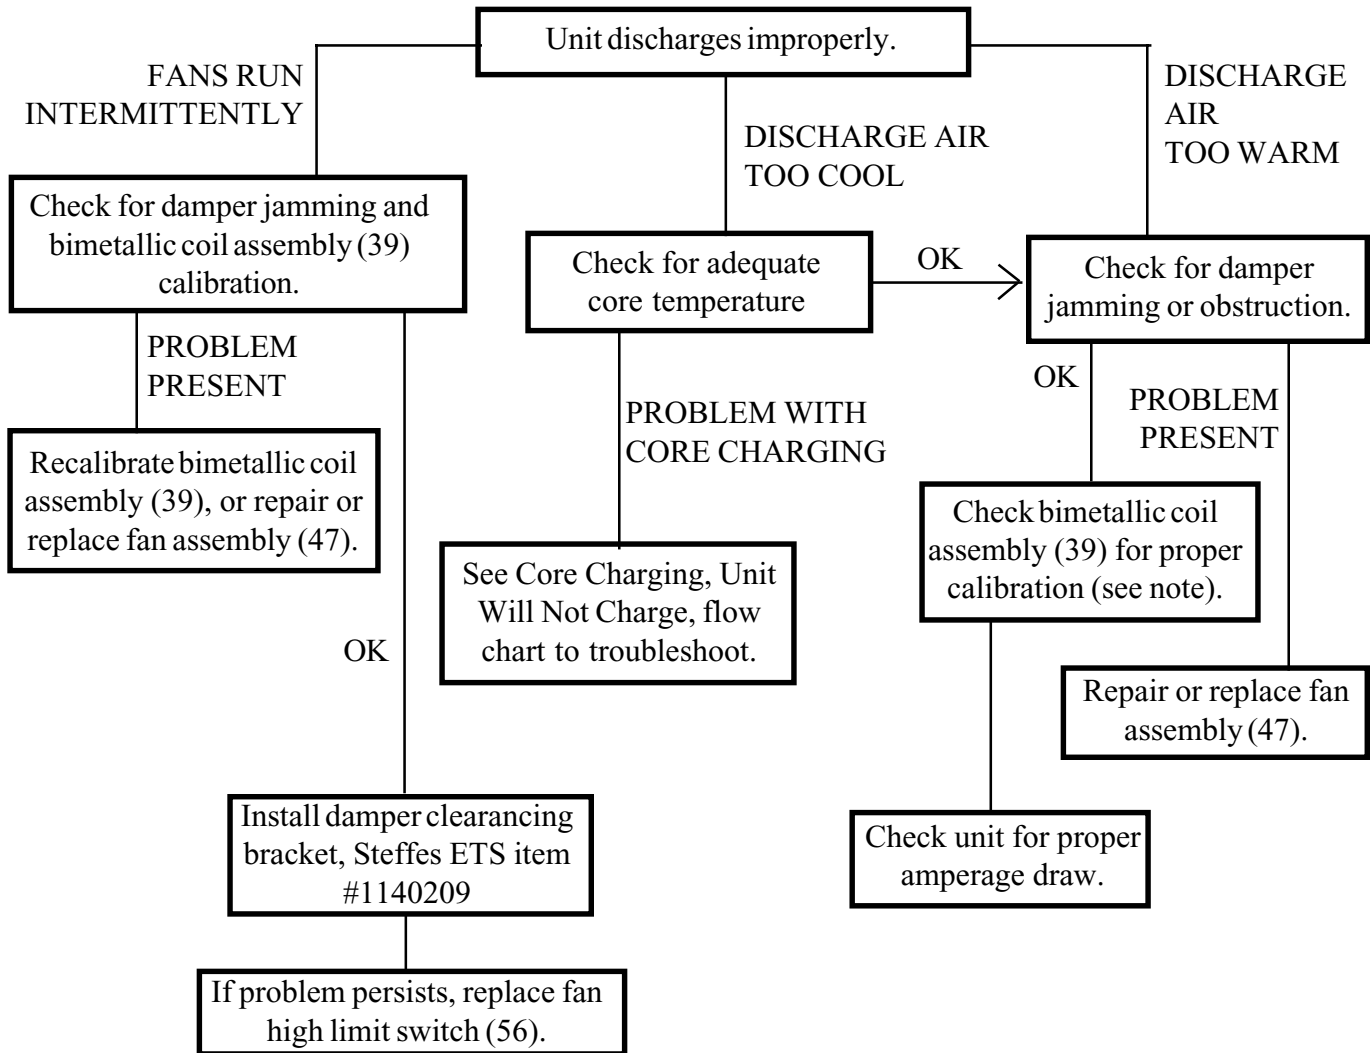 Unit discharges improperly.
FANS RUN
INTERMITTENTLY
DISCHARGE AIR
TOO COOL
DISCHARGE
AIR
TOO WARM
Check for damper jamming and
bimetallic coil assembly (39)
calibration.
Check for adequate
core temperature
OK
Check for damper
jamming or obstruction.
PROBLEM
PRESENT
OK
PROBLEM WITH
CORE CHARGING
OK
PROBLEM
PRESENT
Recalibrate bimetallic coil
assembly (39), or repair or
replace fan assembly (47).
See Core Charging, Unit
Will Not Charge, flow
chart to troubleshoot.
Check bimetallic coil
assembly (39) for proper
calibration (see note).
Repair or replace fan
assembly (47).
Install damper clearancing
bracket, Steffes ETS item
#1140209
Check unit for proper
amperage draw.
If problem persists, replace fan
high limit switch (56).